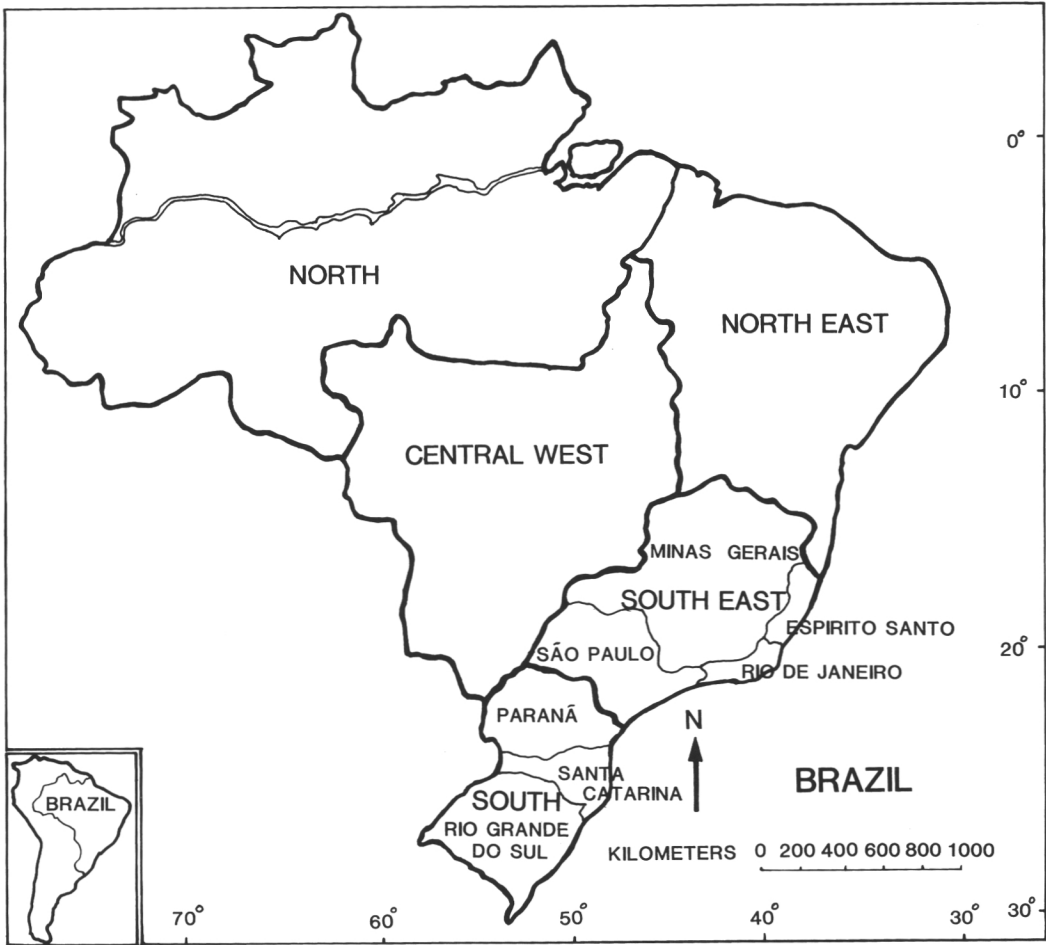 0°
NORTH
NORTH EAST
10°
CENTRAL WEST
MINAS GERAIS
SOUTH EAST
ESPIRITO SANTO
20°
SÃO PAULO
RIO DE JANEIRO
PARANÃ
N
SANTA
CATARINA
BRAZIL
BRAZIL
SOUTH
RIO GRANDE
DO SUL
KILOMETERS 0 200 400 600 800 1000
70° 60° 50° 40° 30° 30°